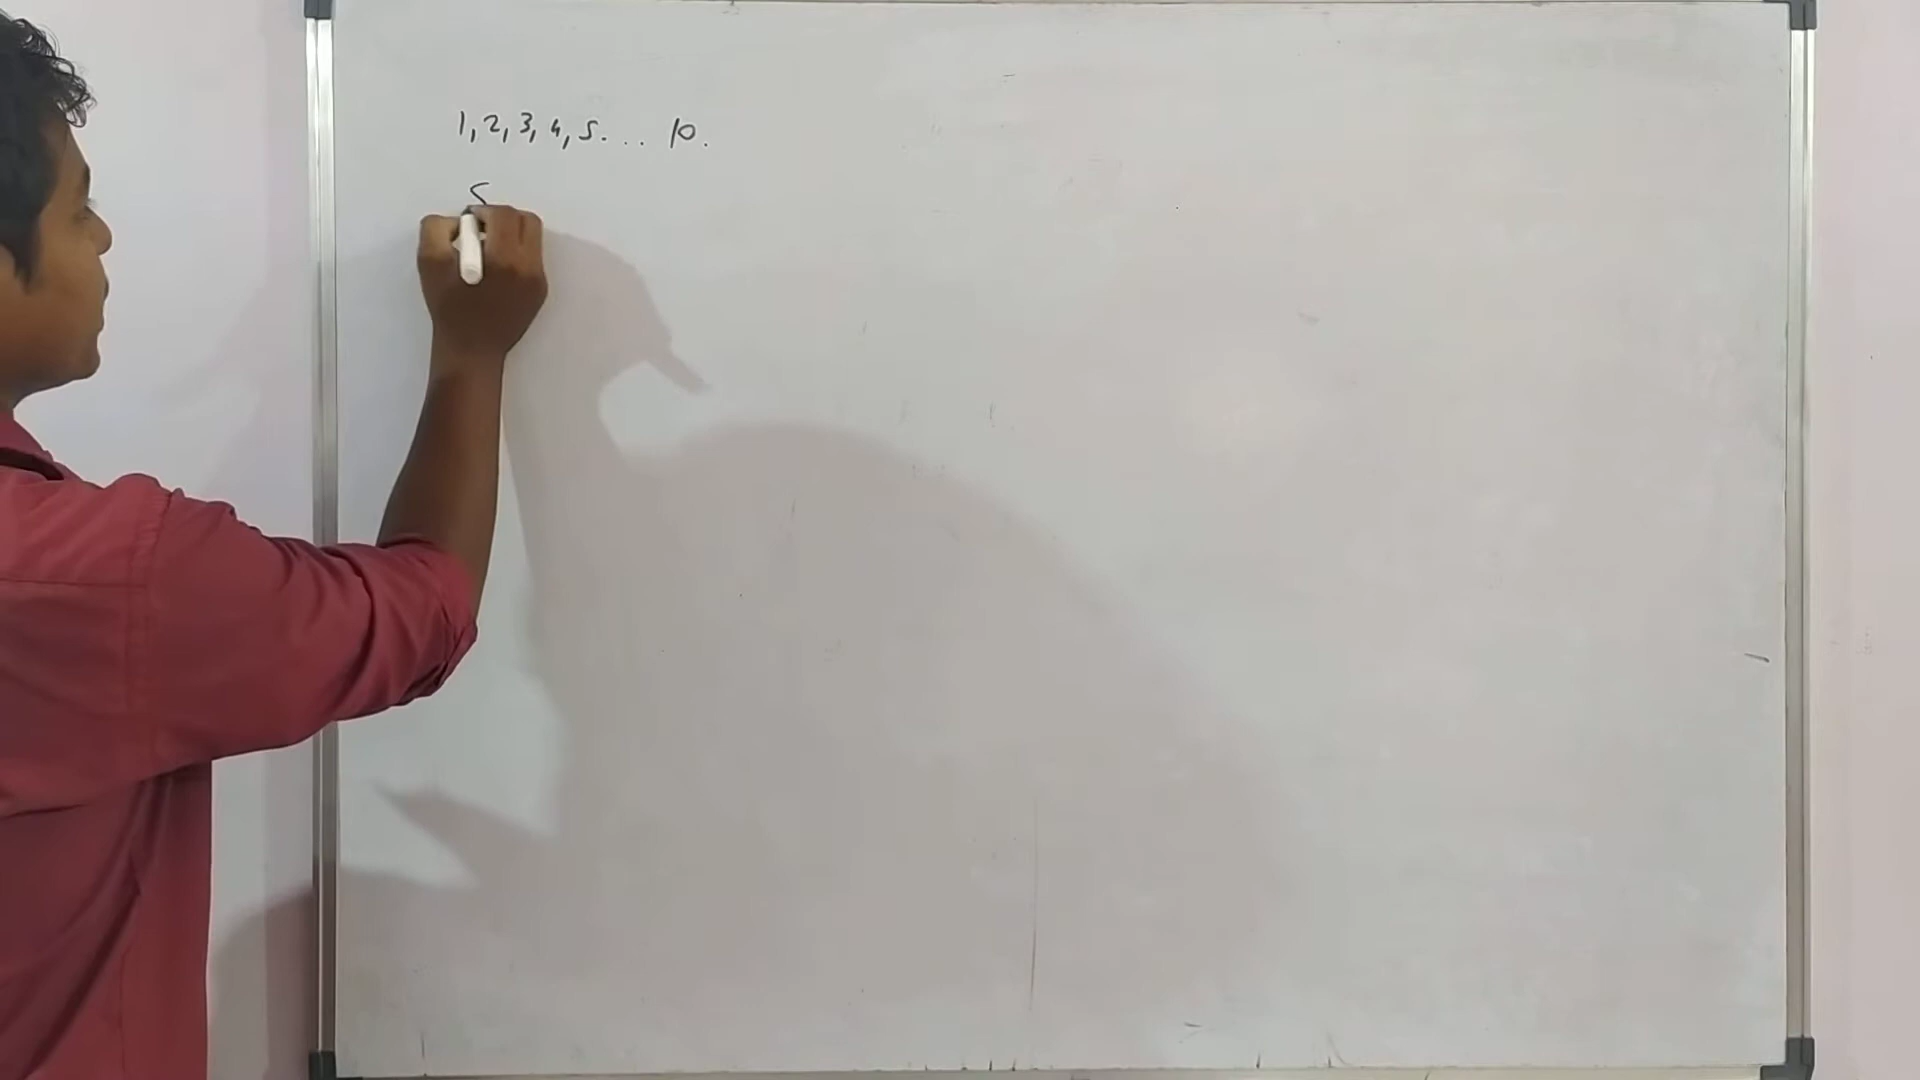 1, 2, 3, 4, 5. . . . 10.
S